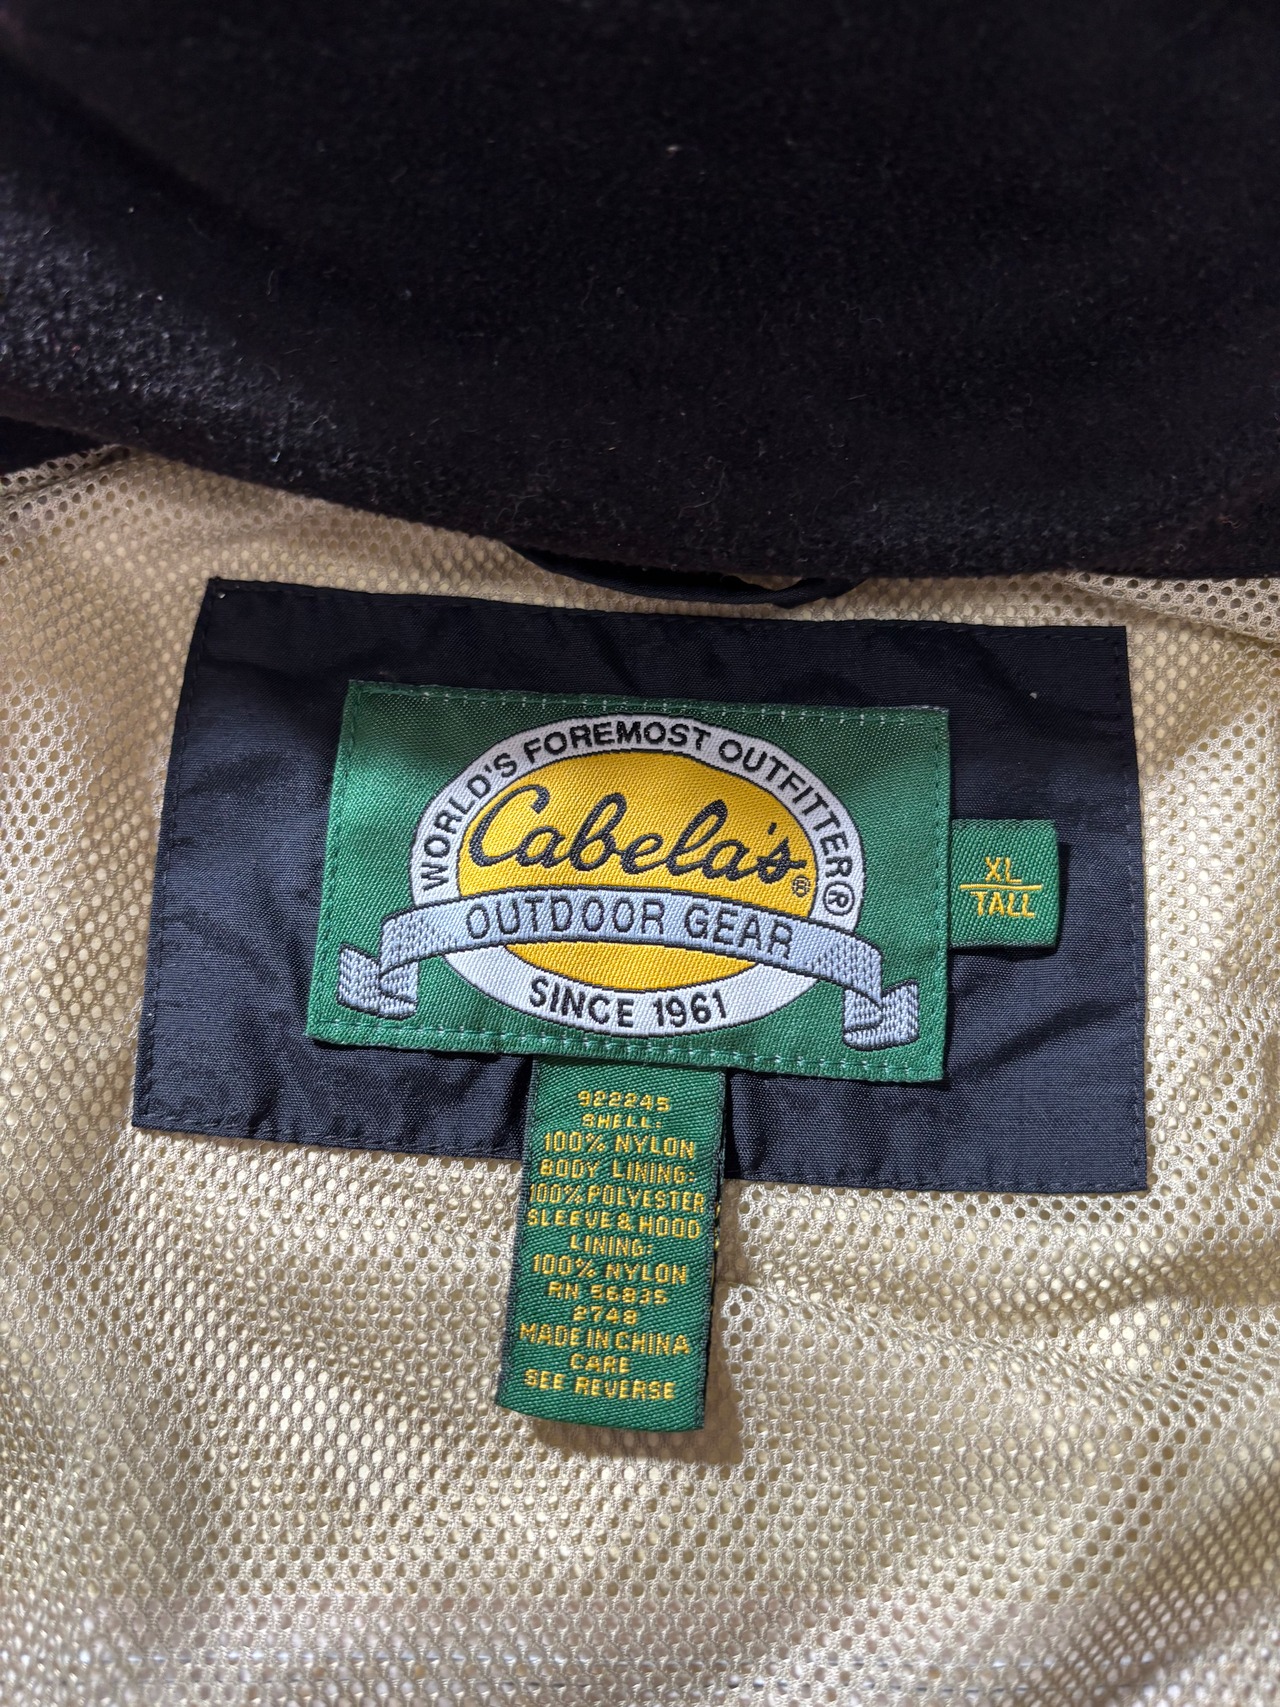 WORLD'S FOREMOST OUTFITTER®
Cabela's®
OUTDOOR GEAR
SINCE 1961
XL
TALL
922245
SHELL:
100% NYLON
BODY LINING:
100% POLYESTER
SLEEVE & HOOD
LINING:
100% NYLON
RN 56835
2748
MADE IN CHINA
CARE
SEE REVERSE